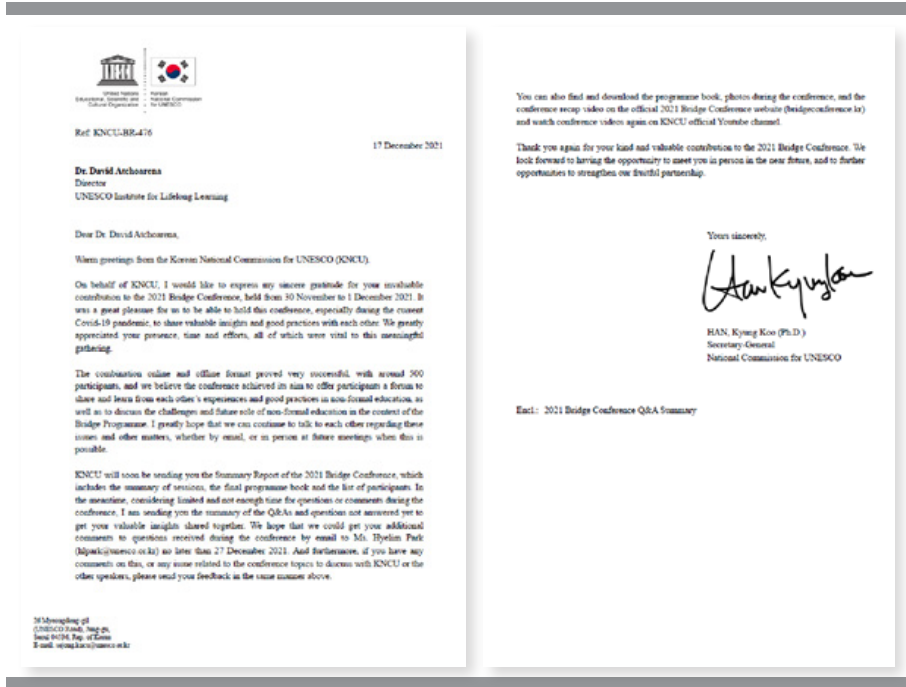 United Nations
Educational, Scientific and
Cultural Organization
Korean
National Commission
for UNESCO
Ref: KNCU-BR-476
17 December 2021
Dr. David Atchoarena
Director
UNESCO Institute for Lifelong Learning
Dear Dr. David Atchoarena,
Warm greetings from the Korean National Commission for UNESCO (KNCU).
On behalf of KNCU, I would like to express my sincere gratitude for your invaluable
contribution to the 2021 Bridge Conference, held from 30 November to 1 December 2021. It
was a great pleasure for us to be able to hold this conference, especially during the current
Covid-19 pandemic, to share valuable insights and good practices with each other. We greatly
appreciated your presence, time and efforts, all of which were vital to this meaningful
gathering.
The combination online and offline format proved very successful, with around 500
participants, and we believe the conference achieved its aim to offer participants a forum to
share and learn from each other's experiences and good practices in non-formal education, as
well as to discuss the challenges and future role of non-formal education in the context of the
Bridge Programme. I greatly hope that we can continue to talk to each other regarding these
issues and other matters, whether by email, or in person at future meetings when this is
possible.
KNCU will soon be sending you the Summary Report of the 2021 Bridge Conference, which
includes the summary of sessions, the final programme book and the list of participants. In
the meantime, considering limited and not enough time for questions or comments during the
conference, I am sending you the summary of the Q&As and questions not answered yet to
get your valuable insights shared together. We hope that we could get your additional
comments to questions received during the conference by email to Ms. Hyelim Park
(hlpark@unesco.or.kr) no later than 27 December 2021. And furthermore, if you have any
comments on this, or any issue related to the conference topics to discuss with KNCU or the
other speakers, please send your feedback in the same manner above.
26 Myeongdong-gil
(UNESCO Road), Jung-gu,
Seoul 04536, Rep. of Korea
E-mail:
You can also find and download the programme book, photos during the conference, and the
conference recap video on the official 2021 Bridge Conference website (bridgeconference.kr)
and watch conference videos again on KNCU official Youtube channel.
Thank you again for your kind and valuable contribution to the 2021 Bridge Conference. We
look forward to having the opportunity to meet you in person in the near future, and to further
opportunities to strengthen our fruitful partnership.
Yours sincerely,
Han Kyung Koo
HAN, Kyung Koo (Ph.D.)
Secretary-General
National Commission for UNESCO
Encl.: 2021 Bridge Conference Q&A Summary